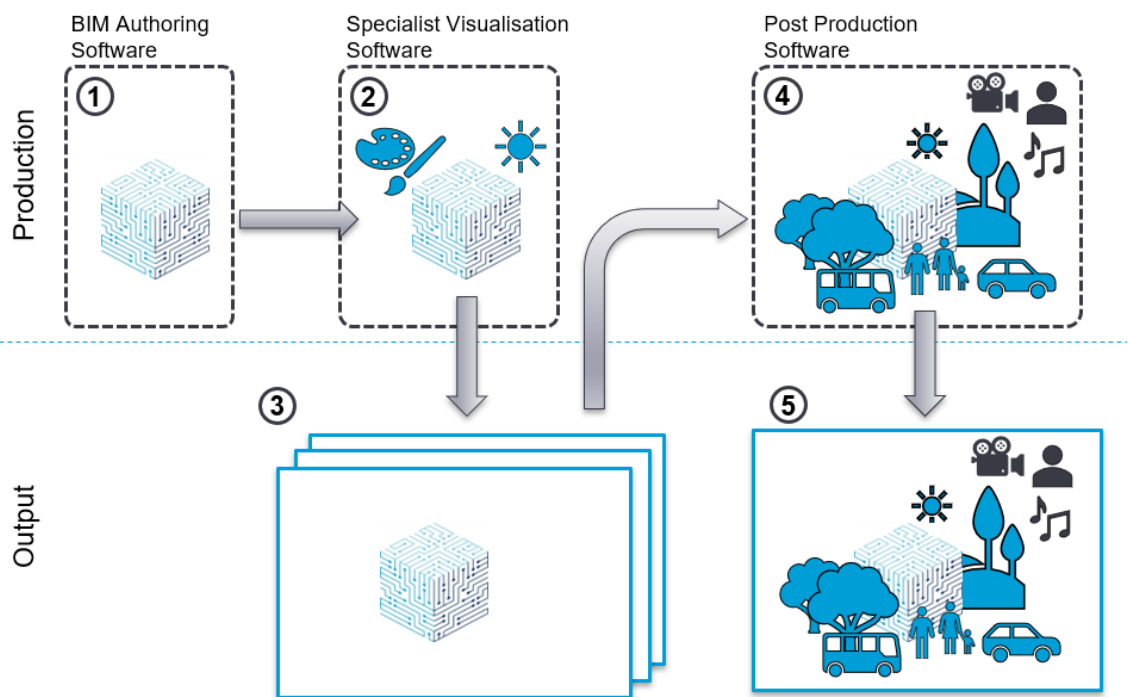 BIM Authoring
Software
Specialist Visualisation
Software
Post Production
Software
Production
1
2
4
3
5
Output